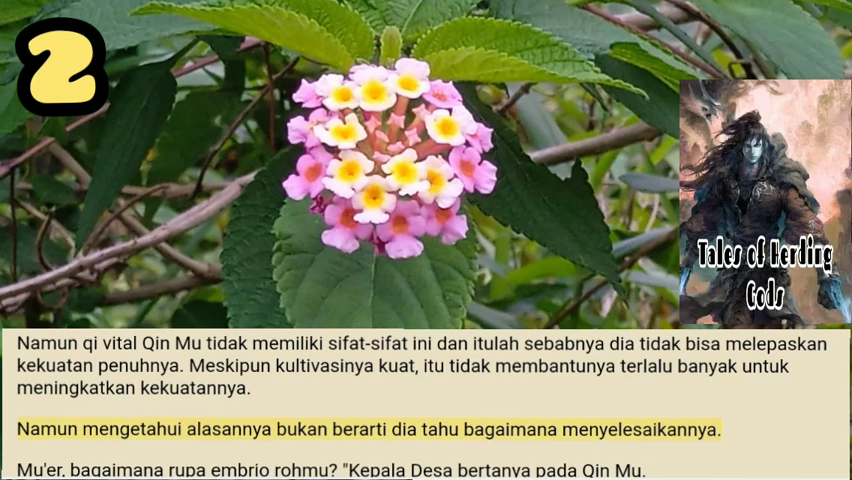 2
Tales of Herding
Gods
Namun qi vital Qin Mu tidak memiliki sifat-sifat ini dan itulah sebabnya dia tidak bisa melepaskan
kekuatan penuhnya. Meskipun kultivasinya kuat, itu tidak membantunya terlalu banyak untuk
meningkatkan kekuatannya.
Namun mengetahui alasannya bukan berarti dia tahu bagaimana menyelesaikannya.
Mu'er, bagaimana rupa embrio rohmu? "Kepala Desa bertanya pada Qin Mu.